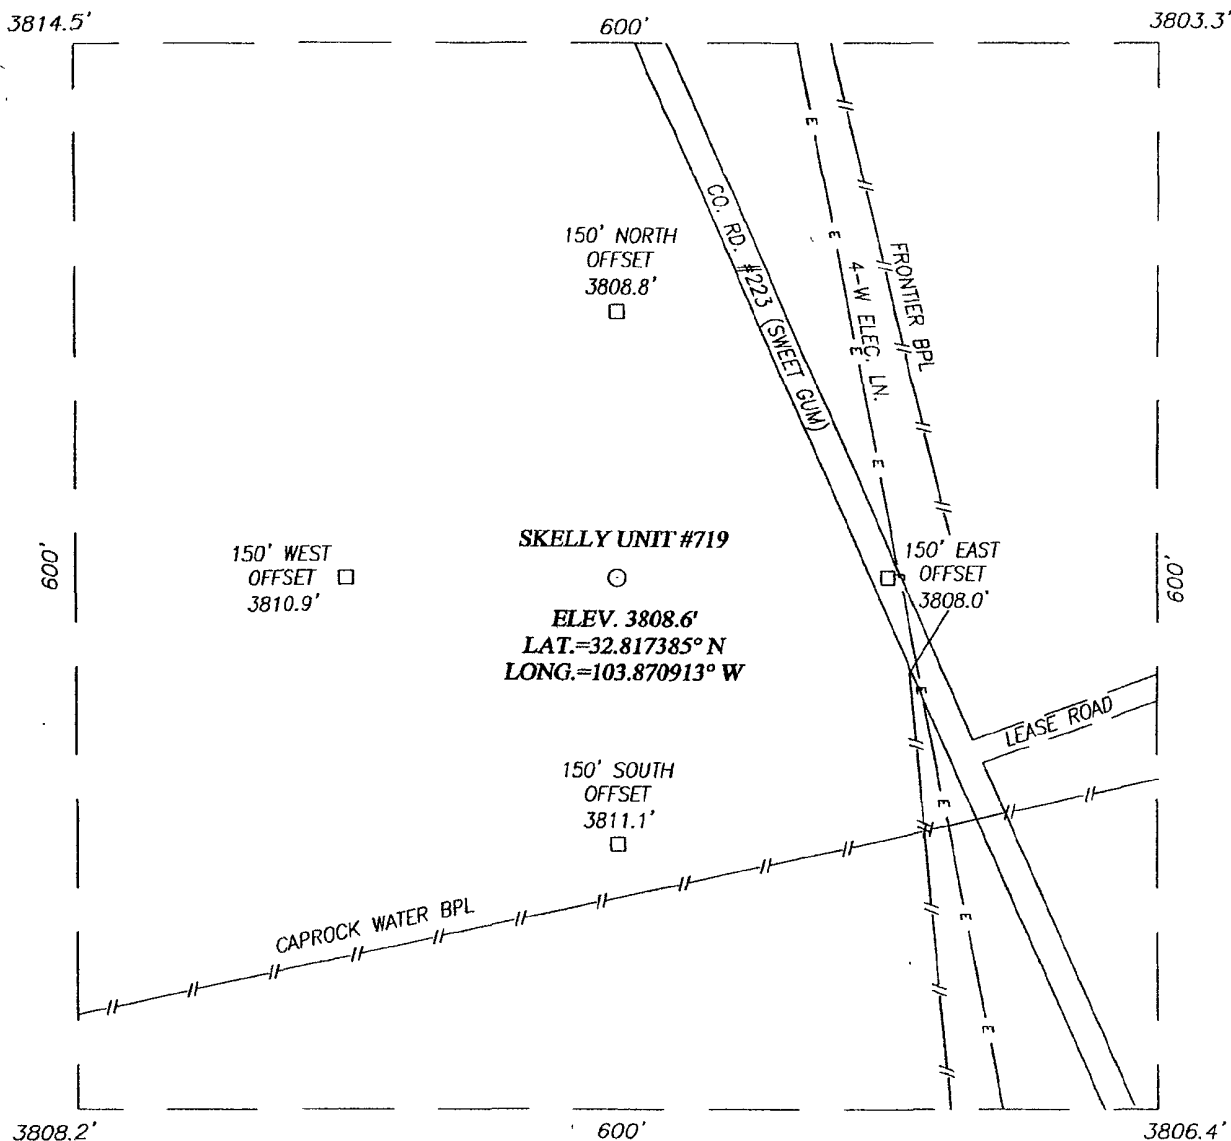 3814.5'
600'
3803.3'
150' NORTH
OFFSET
3808.8'
CO. RD. #223 (SWEET GUM)
E
E
4-W ELEC. LN.
E
E
FRONTIER BPL
600'
150' WEST
OFFSET
3810.9'
SKELLY UNIT #719
ELEV. 3808.6'
LAT.=32.817385° N
LONG.=103.870913° W
150' EAST
OFFSET
3808.0'
600'
E
LEASE ROAD
150' SOUTH
OFFSET
3811.1'
E
CAPROCK WATER BPL
E
E
3808.2'
600'
3806.4'